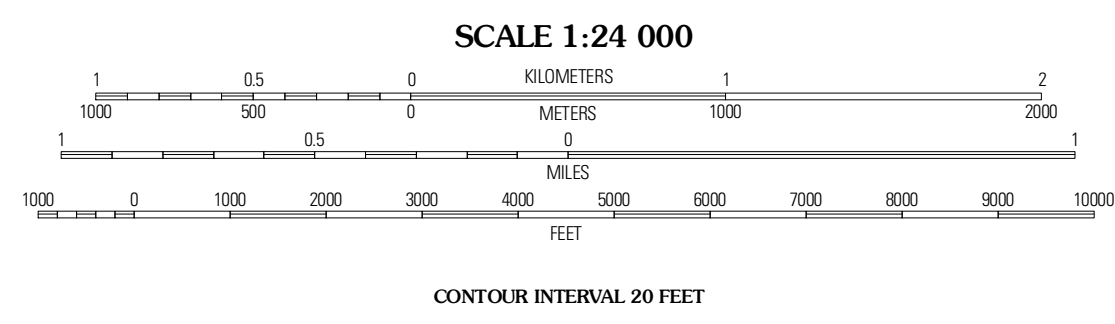 SCALE 1:24 000
1 0.5 0 KILOMETERS 1 2
1000 500 0 METERS 1000 2000
1 0.5 0 1
MILES
1000 0 1000 2000 3000 4000 5000 6000 7000 8000 9000 10000
FEET
CONTOUR INTERVAL 20 FEET